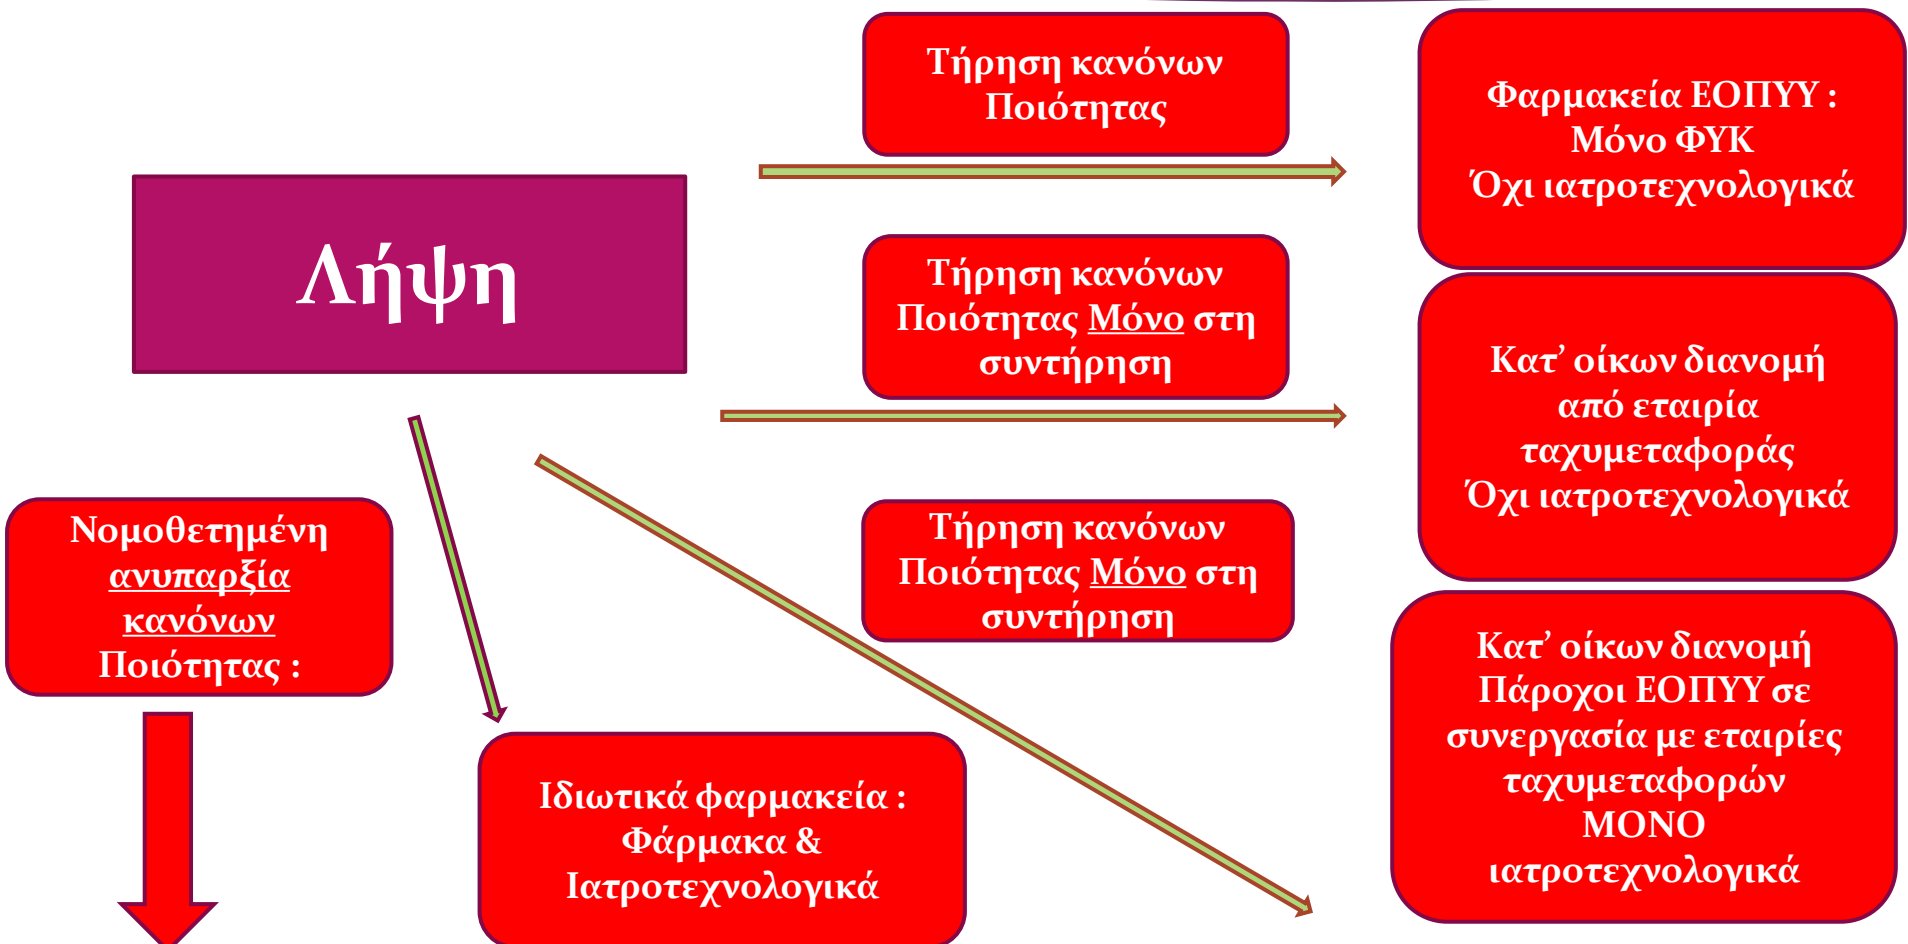 Τήρηση κανόνων
Ποιότητας
Φαρμακεία ΕΟΠΥΥ :
Μόνο ΦΥΚ
Όχι ιατροτεχνολογικά
Λήψη
Τήρηση κανόνων
Ποιότητας Μόνο στη
συντήρηση
Κατ’ οίκων διανομή
από εταιρία
ταχυμεταφοράς
Όχι ιατροτεχνολογικά
Νομοθετημένη
ανυπαρξία
κανόνων
Ποιότητας :
Τήρηση κανόνων
Ποιότητας Μόνο στη
συντήρηση
Κατ’ οίκων διανομή
Πάροχοι ΕΟΠΥΥ σε
συνεργασία με εταιρίες
ταχυμεταφορών
ΜΟΝΟ
ιατροτεχνολογικά
Ιδιωτικά φαρμακεία :
Φάρμακα &
Ιατροτεχνολογικά